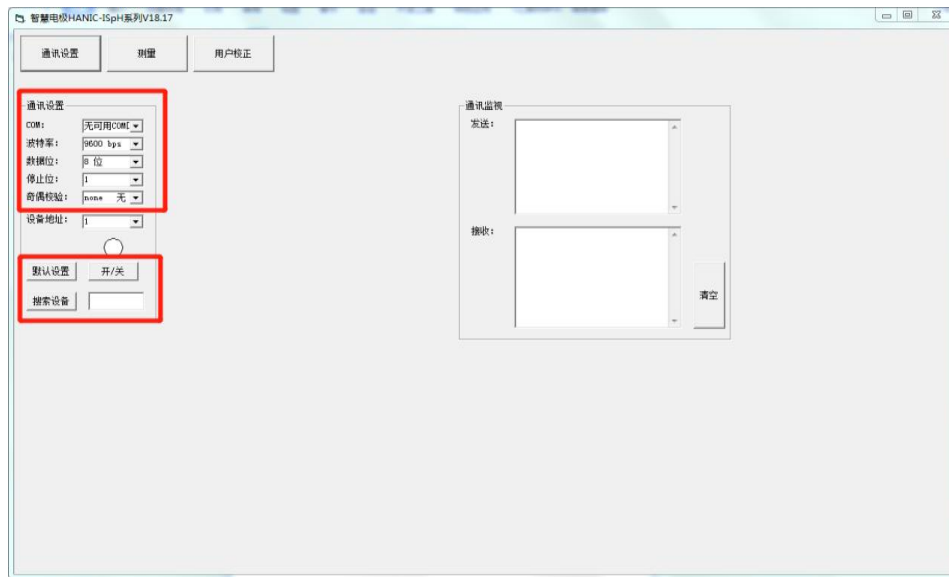 智慧电极HANIC-ISpH系列V18.17
通讯设置 测量 用户校正
通讯设置
COM: 无可用COM
波特率: 9600 bps
数据位: 8 位
停止位: 1
奇偶校验: none 无
设备地址: 1
默认设置 开/关
搜索设备
通讯监视
发送:
接收:
清空